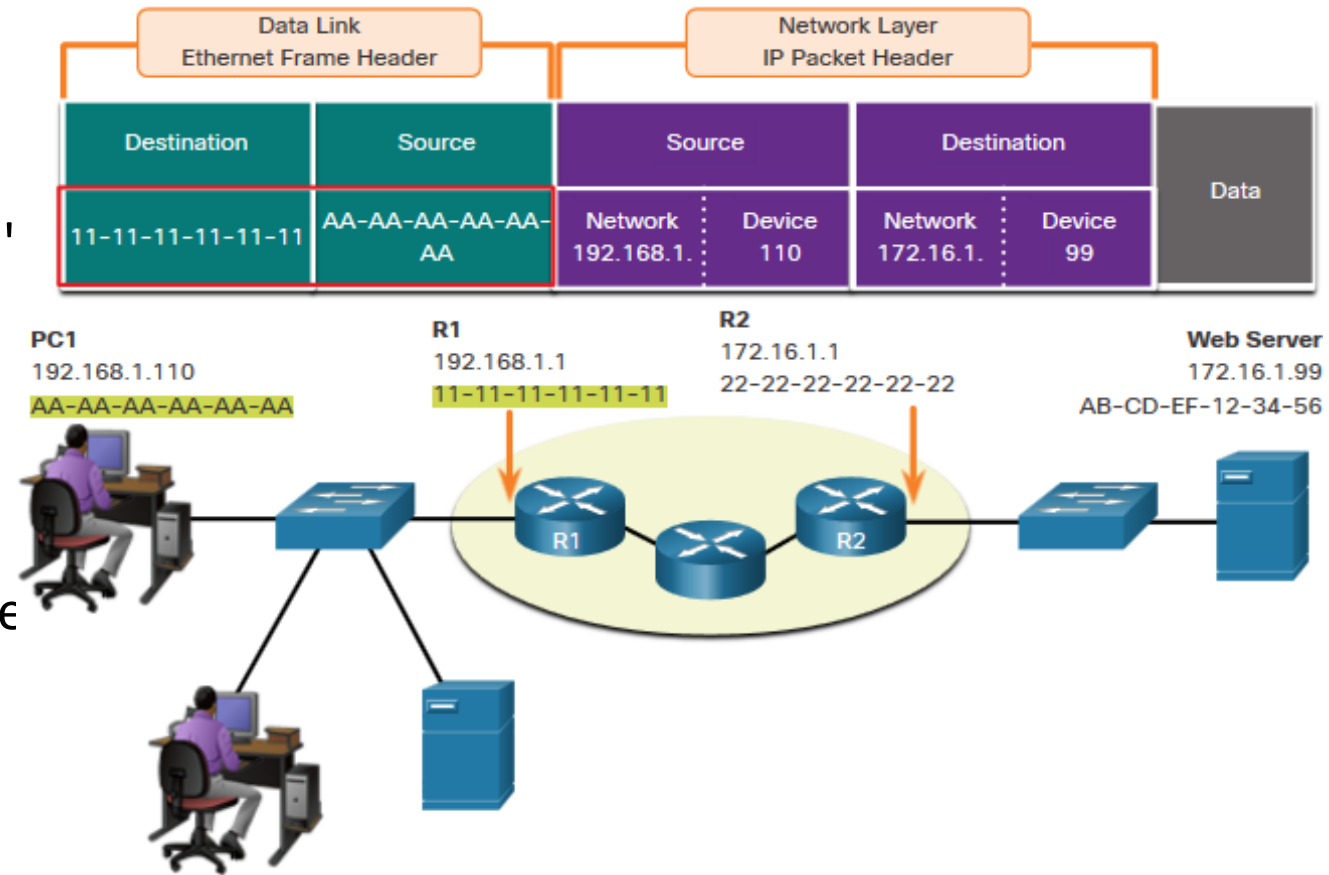 Data Link
Ethernet Frame Header
Network Layer
IP Packet Header
Destination
Source
Source
Destination
Data
11-11-11-11-11-11
AA-AA-AA-AA-AA-
AA
Network
192.168.1.
Device
110
Network
172.16.1.
Device
99
'
PC1
192.168.1.110
AA-AA-AA-AA-AA-AA
R1
192.168.1.1
11-11-11-11-11-11
R2
172.16.1.1
22-22-22-22-22-22
Web Server
172.16.1.99
AB-CD-EF-12-34-56
R1
R2
e